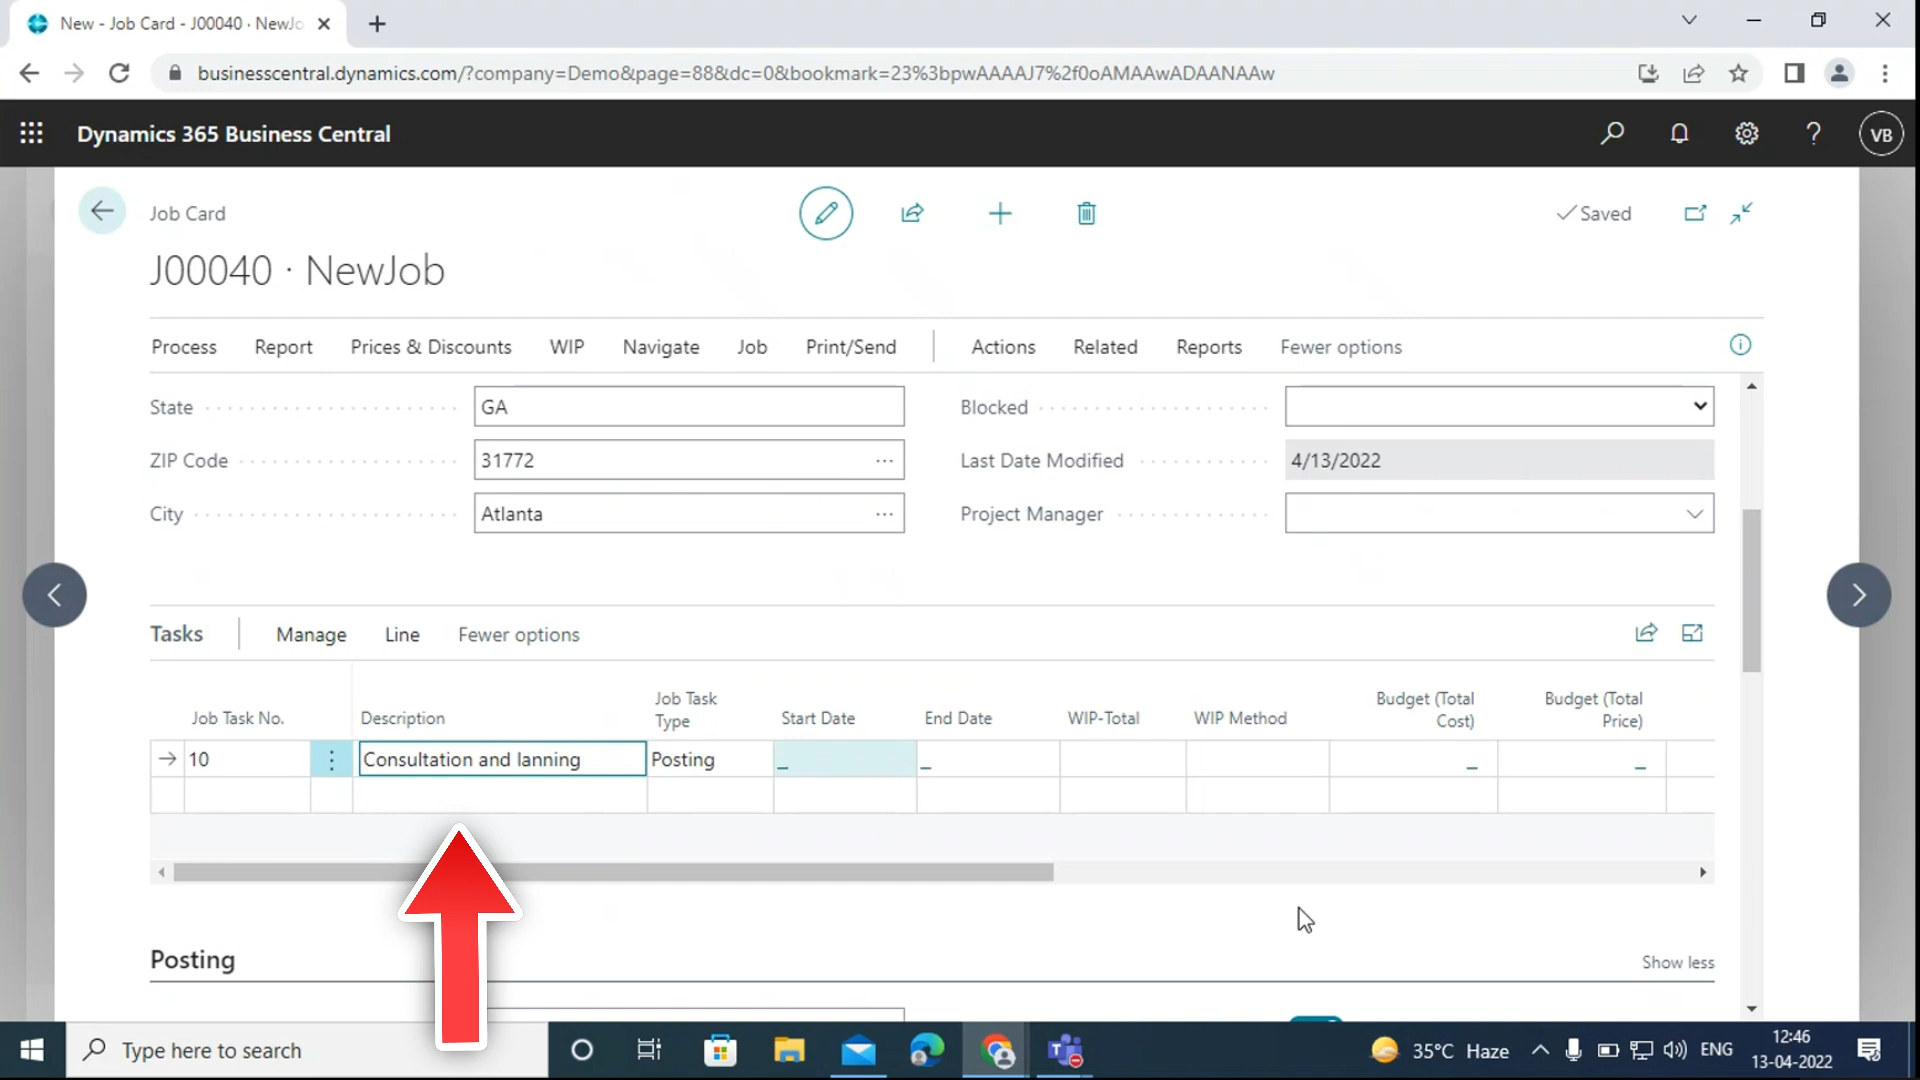 New - Job Card - J00040 · NewJo
businesscentral.dynamics.com/?company=Demo&page=88&dc=0&bookmark=23%3bpwAAAAJ7%2f0oAMAAwADAANAAw
Dynamics 365 Business Central
VB
Job Card
Saved
J00040 · NewJob
Process Report Prices & Discounts WIP Navigate Job Print/Send Actions Related Reports Fewer options
State GA Blocked
ZIP Code 31772 Last Date Modified 4/13/2022
City Atlanta Project Manager
Tasks Manage Line Fewer options
Job Task No. Description Job Task Type Start Date End Date WIP-Total WIP Method Budget (Total Cost) Budget (Total Price)
10 Consultation and lanning Posting _ _ _ _
Posting Show less
Type here to search
35°C Haze ENG 12:46
13-04-2022